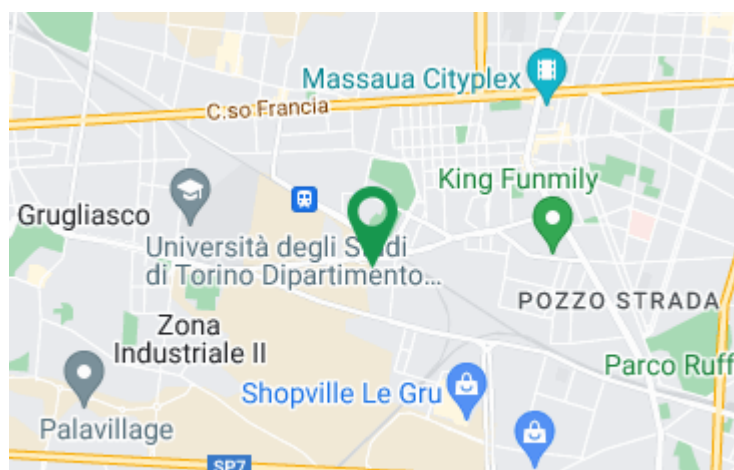 Massaua Cityplex
C.so Francia
King Funmily
Grugliasco
Università degli Studi
di Torino Dipartimento...
POZZO STRADA
Zona
Industriale II
Parco Ruff
Shopville Le Gru
Palavillage
SP7